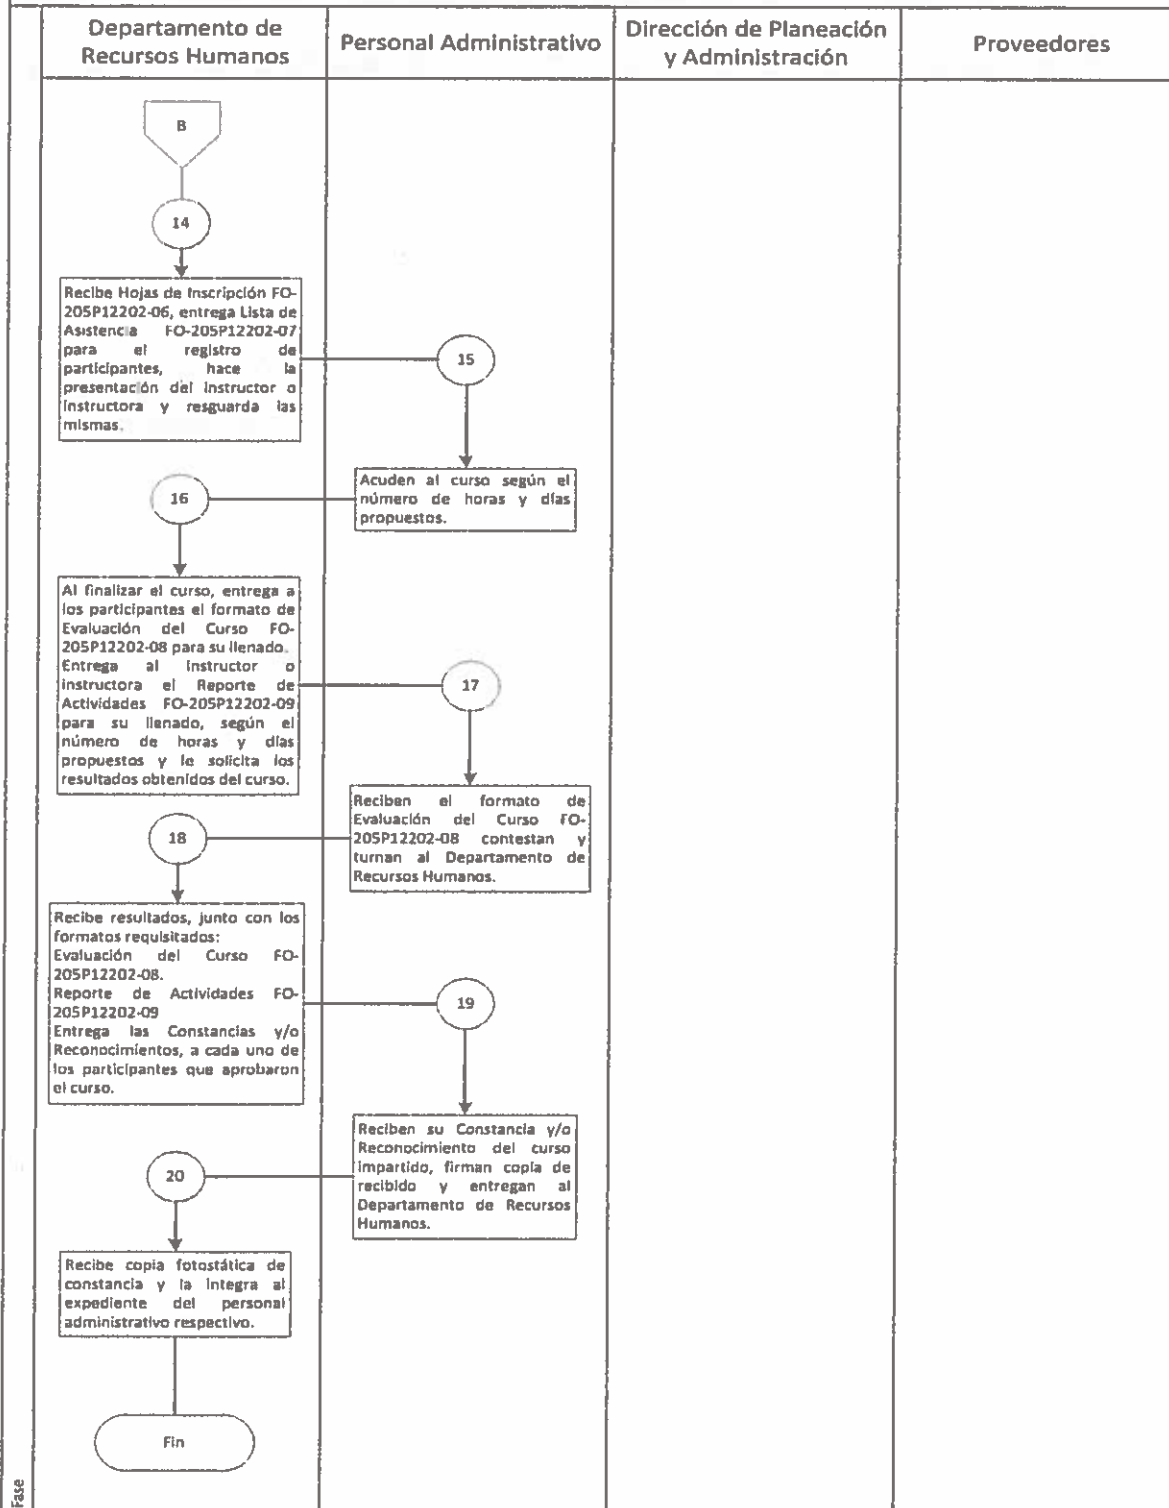 Departamento de
Recursos Humanos
Personal Administrativo
Dirección de Planeación
y Administración
Proveedores
B
14
Recibe Hojas de Inscripción FO-
205P12202-06, entrega Lista de
Asistencia FO-205P12202-07
para el registro de
participantes, hace la
presentación del instructor o
instructora y resguarda las
mismas.
15
Acuden al curso según el
número de horas y días
propuestos.
16
Al finalizar el curso, entrega a
los participantes el formato de
Evaluación del Curso FO-
205P12202-08 para su llenado.
Entrega al instructor o
instructora el Reporte de
Actividades FO-205P12202-09
para su llenado, según el
número de horas y días
propuestos y le solicita los
resultados obtenidos del curso.
17
Reciben el formato de
Evaluación del Curso FO-
205P12202-08 contestan y
turnan al Departamento de
Recursos Humanos.
18
Recibe resultados, junto con los
formatos requisitados:
Evaluación del Curso FO-
205P12202-08.
Reporte de Actividades FO-
205P12202-09
Entrega las Constancias y/o
Reconocimientos, a cada uno de
los participantes que aprobaron
el curso.
19
Reciben su Constancia y/o
Reconocimiento del curso
impartido, firman copia de
recibido y entregan al
Departamento de Recursos
Humanos.
20
Recibe copia fotostática de
constancia y la integra al
expediente del personal
administrativo respectivo.
Fin
Fase